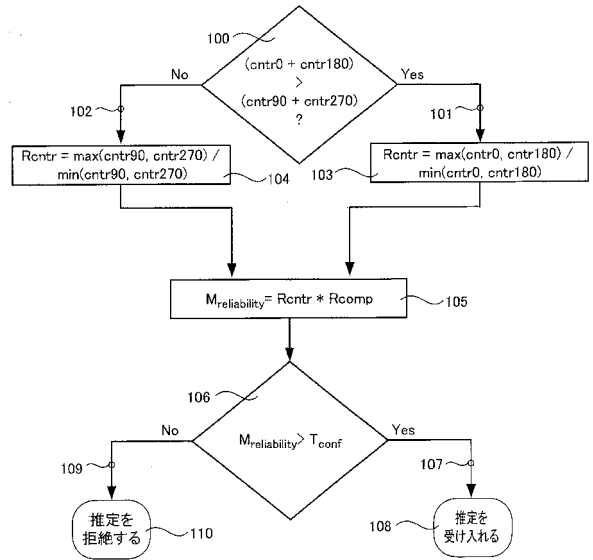 100
(cntr0 + cntr180)
>
(cntr90 + cntr270)
?
No
Yes
102
101
Rcntr = max(cntr90, cntr270) /
min(cntr90, cntr270)
104
Rcntr = max(cntr0, cntr180) /
min(cntr0, cntr180)
103
Mreliability= Rcntr * Rcomp
105
106
Mreliability> Tconf
No
Yes
109
107
推定を
拒絶する
110
推定を
受け入れる
108